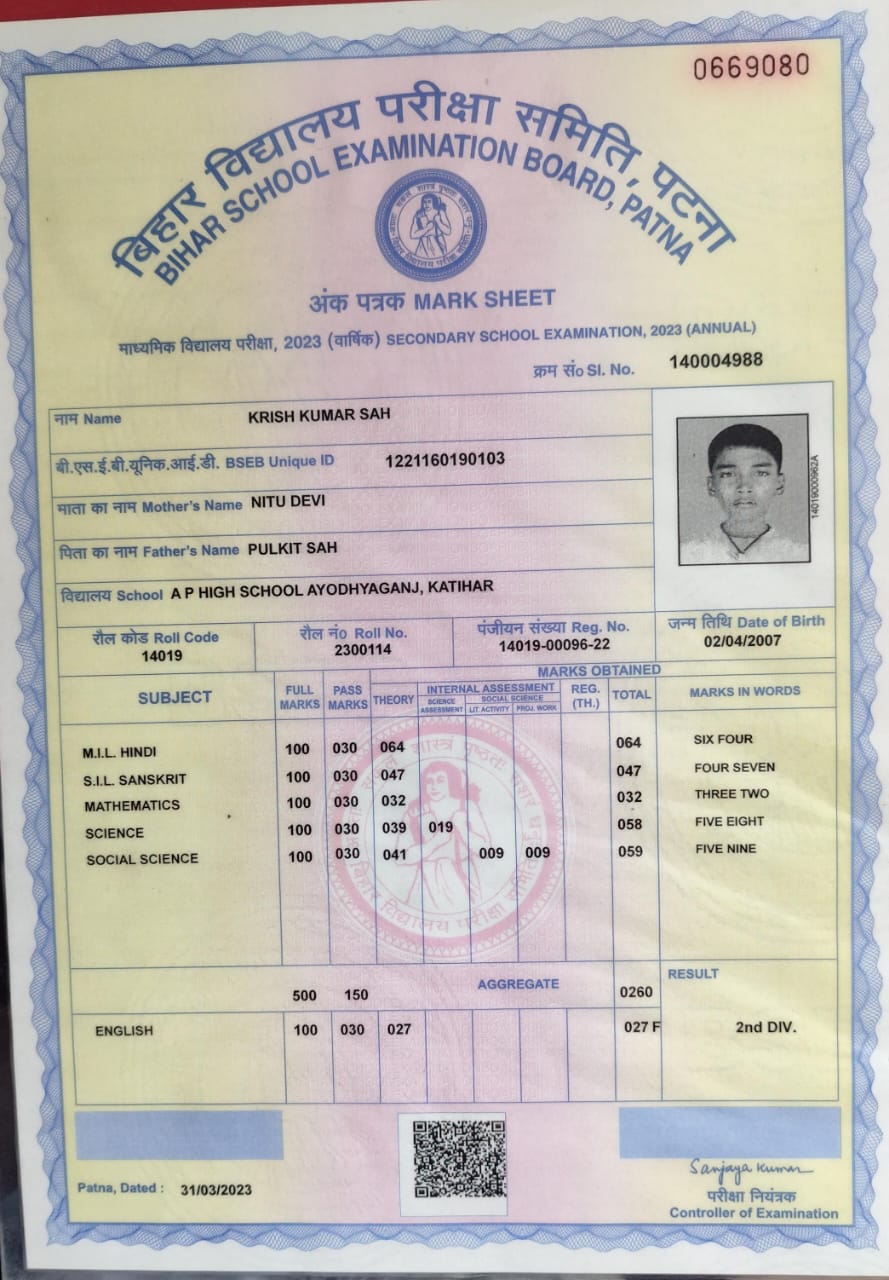 0669080
बिहार विद्यालय परीक्षा समिति, पटना
BIHAR SCHOOL EXAMINATION BOARD, PATNA
अंक पत्रक MARK SHEET
माध्यमिक विद्यालय परीक्षा, 2023 (वार्षिक) SECONDARY SCHOOL EXAMINATION, 2023 (ANNUAL)
क्रम सं० Sl. No. 140004988
नाम Name KRISH KUMAR SAH
बी.एस.ई.बी.यूनिक.आई.डी. BSEB Unique ID 1221160190103
माता का नाम Mother's Name NITU DEVI
पिता का नाम Father's Name PULKIT SAH
विद्यालय School A P HIGH SCHOOL AYODHYAGANJ, KATIHAR
14019000962A
रौल कोड Roll Code रौल नं० Roll No. पंजीयन संख्या Reg. No. जन्म तिथि Date of Birth
14019 2300114 14019-00096-22 02/04/2007
MARKS OBTAINED
SUBJECT FULL MARKS PASS MARKS THEORY INTERNAL ASSESSMENT REG. (TH.) TOTAL MARKS IN WORDS
SCIENCE ASSESSMENT SOCIAL SCIENCE
LIT ACTIVITY PROJ. WORK
M.I.L. HINDI 100 030 064 064 SIX FOUR
S.I.L. SANSKRIT 100 030 047 047 FOUR SEVEN
MATHEMATICS 100 030 032 032 THREE TWO
SCIENCE 100 030 039 019 058 FIVE EIGHT
SOCIAL SCIENCE 100 030 041 009 009 059 FIVE NINE
500 150 AGGREGATE 0260 RESULT
ENGLISH 100 030 027 027 F 2nd DIV.
Patna, Dated : 31/03/2023
Sanjaya Kumar
परीक्षा नियंत्रक
Controller of Examination